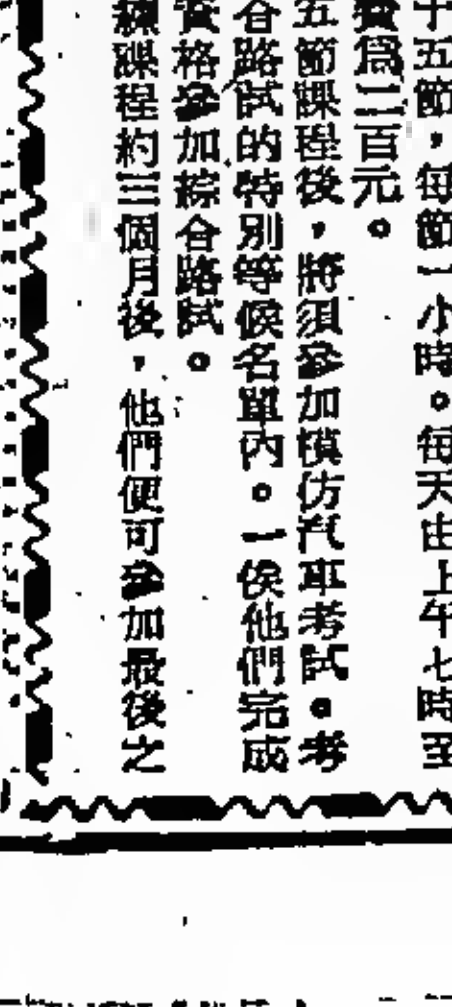 十五節，每節一小時。每天由上午七時至
費爲二百元。
五節課程後，將須參加模仿汽車考試。考
合路試的特別等候名單內。一俟他們完成
資格參加綜合路試。
練課程約三個月後，他們便可參加最後之